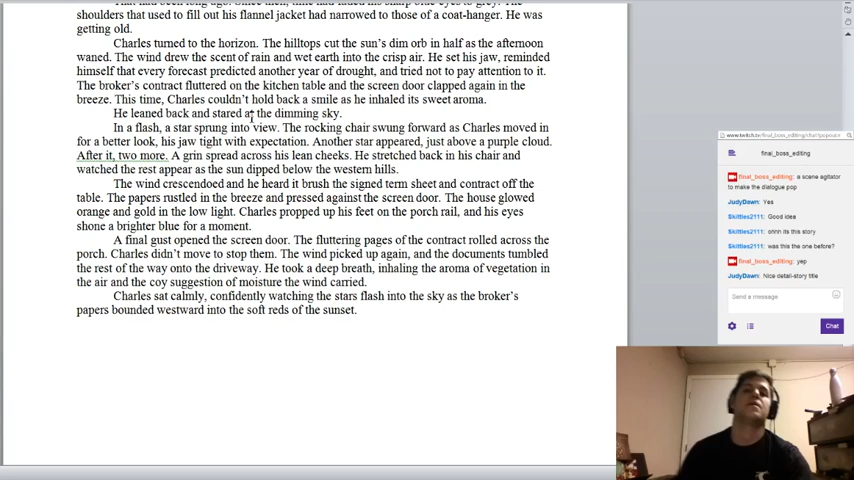 That had been long ago. Since then, time had faded his sharp blue eyes to grey. The
shoulders that used to fill out his flannel jacket had narrowed to those of a coat-hanger. He was
getting old.
Charles turned to the horizon. The hilltops cut the sun's dim orb in half as the afternoon
waned. The wind drew the scent of rain and wet earth into the crisp air. He set his jaw, reminded
himself that every forecast predicted another year of drought, and tried not to pay attention to it.
The broker's contract fluttered on the kitchen table and the screen door clapped again in the
breeze. This time, Charles couldn't hold back a smile as he inhaled its sweet aroma.
He leaned back and stared at the dimming sky.
In a flash, a star sprung into view. The rocking chair swung forward as Charles moved in
for a better look, his jaw tight with expectation. Another star appeared, just above a purple cloud.
After it, two more. A grin spread across his lean cheeks. He stretched back in his chair and
watched the rest appear as the sun dipped below the western hills.
The wind crescendoed and he heard it brush the signed term sheet and contract off the
table. The papers rustled in the breeze and pressed against the screen door. The house glowed
orange and gold in the low light. Charles propped up his feet on the porch rail, and his eyes
shone a brighter blue for a moment.
A final gust opened the screen door. The fluttering pages of the contract rolled across the
porch. Charles didn't move to stop them. The wind picked up again, and the documents tumbled
the rest of the way onto the driveway. He took a deep breath, inhaling the aroma of vegetation in
the air and the coy suggestion of moisture the wind carried.
Charles sat calmly, confidently watching the stars flash into the sky as the broker's
papers bounded westward into the soft reds of the sunset.
final_boss_editing
final_boss_editing: a scene agitator
to make the dialogue pop
JudyDawn: Yes
Skittles2111: Good idea
Skittles2111: ohhh its this story
Skittles2111: was this the one before?
final_boss_editing: yep
JudyDawn: Nice detail-story title
Send a message
Chat